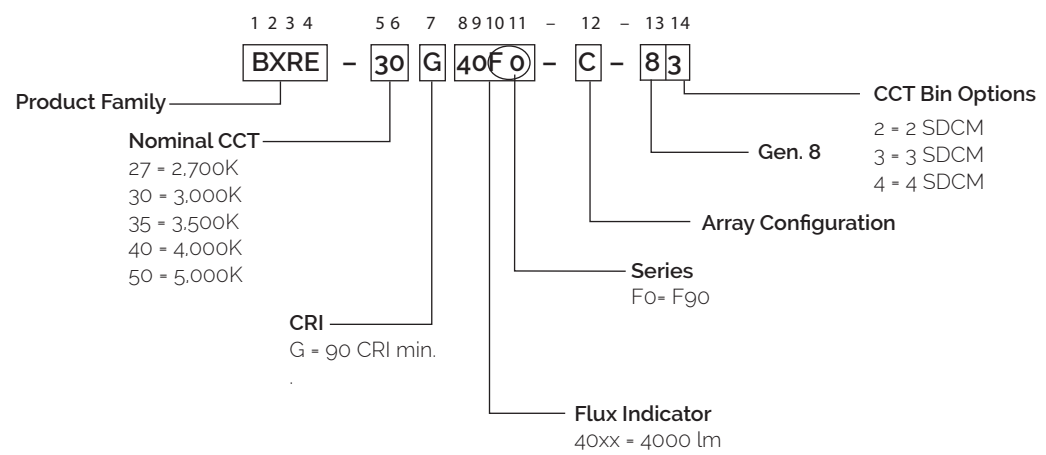 1 2 3 4 5 6 7 8 9 10 11 – 12 – 13 14
BXRE – 30 G 40F 0 – C – 8 3
Product Family
CCT Bin Options
2 = 2 SDCM
3 = 3 SDCM
4 = 4 SDCM
Nominal CCT
27 = 2,700K
30 = 3,000K
35 = 3,500K
40 = 4,000K
50 = 5,000K
Gen. 8
Array Configuration
Series
F0= F90
CRI
G = 90 CRI min.
.
Flux Indicator
40xx = 4000 lm